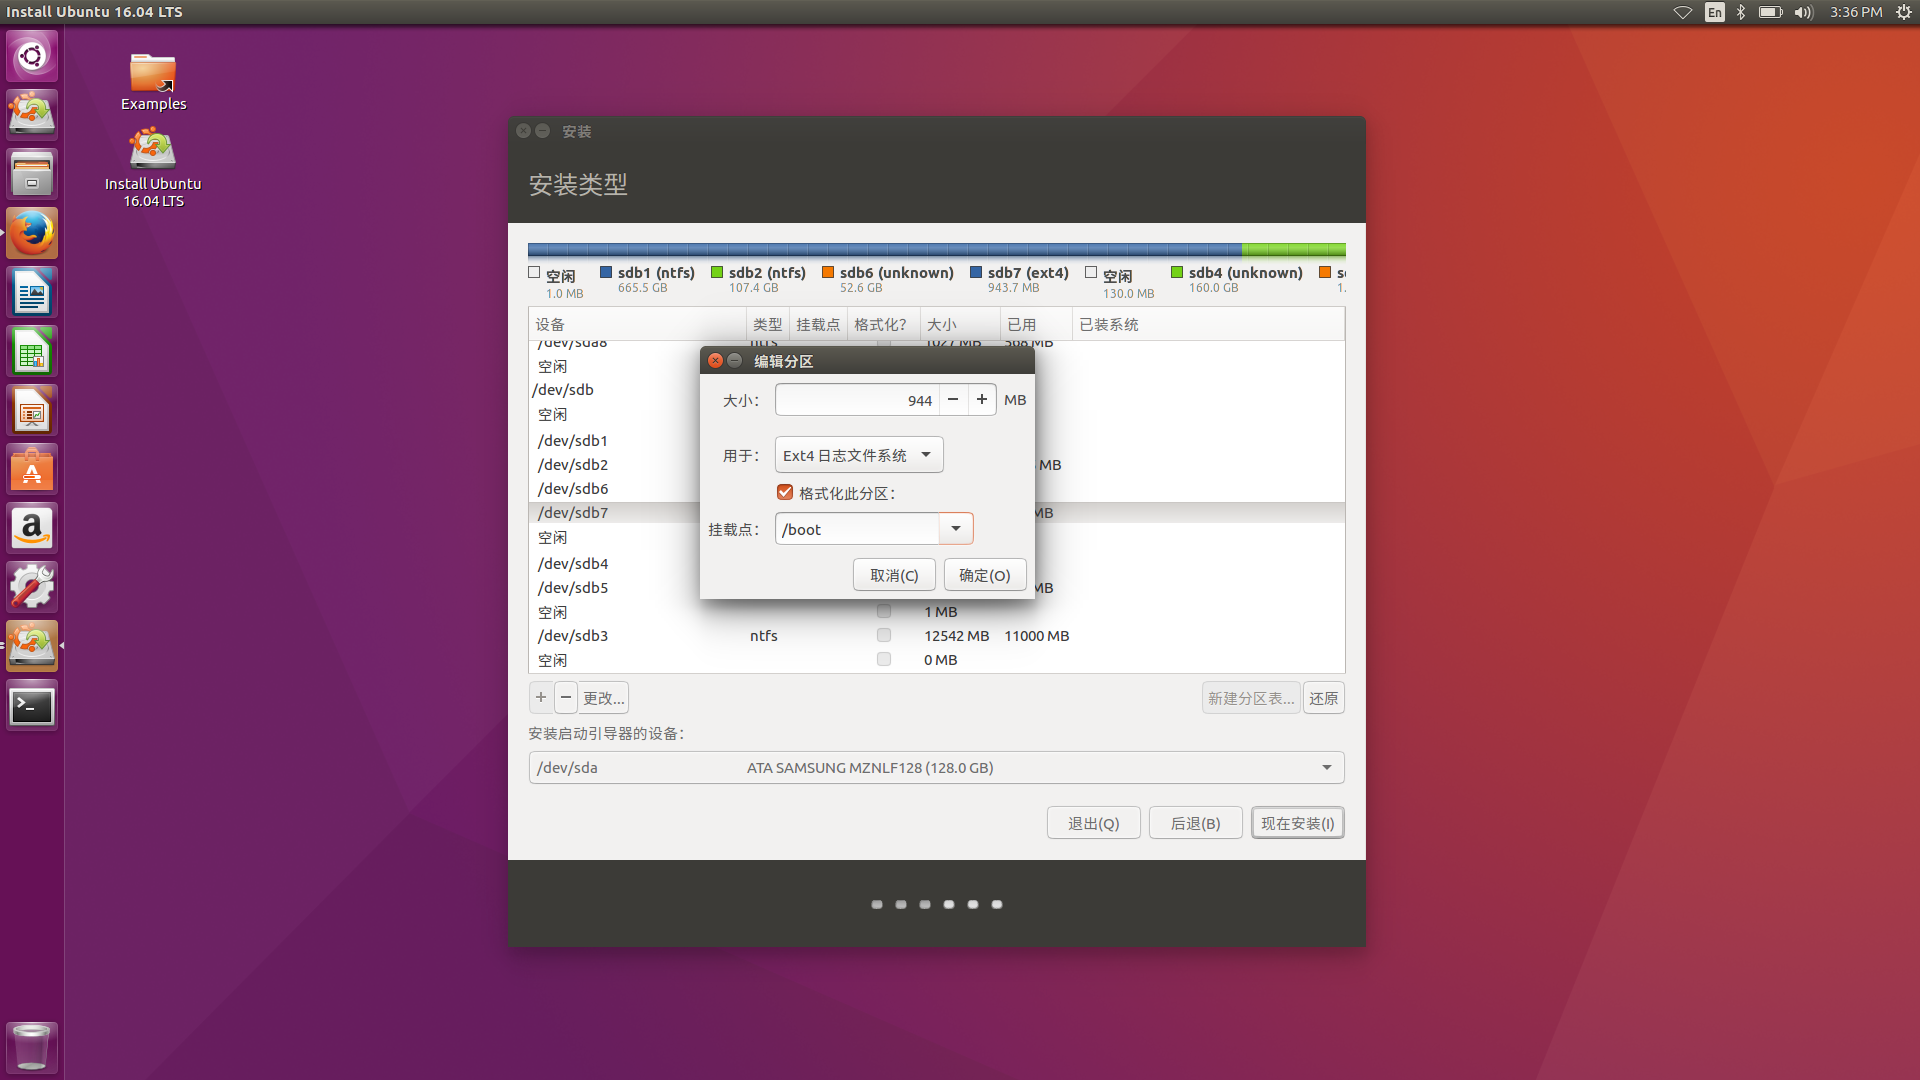 Install Ubuntu 16.04 LTS
En
3:36 PM
Examples
Install Ubuntu
16.04 LTS
安装
安装类型
空闲
1.0 MB
sdb1 (ntfs)
665.5 GB
sdb2 (ntfs)
107.4 GB
sdb6 (unknown)
52.6 GB
sdb7 (ext4)
943.7 MB
空闲
130.0 MB
sdb4 (unknown)
160.0 GB
设备 类型 挂载点 格式化? 大小 已用 已装系统
/dev/sda8 ntfs 1027 MB 568 MB
空闲
/dev/sdb
空闲
/dev/sdb1
/dev/sdb2 MB
/dev/sdb6
/dev/sdb7 MB
空闲
/dev/sdb4
/dev/sdb5 MB
空闲 1 MB
/dev/sdb3 ntfs 12542 MB 11000 MB
空闲 0 MB
编辑分区
大小: 944 − + MB
用于: Ext4 日志文件系统
格式化此分区:
挂载点: /boot
取消(C) 确定(O)
+ − 更改... 新建分区表... 还原
安装启动引导器的设备:
/dev/sda ATA SAMSUNG MZNLF128 (128.0 GB)
退出(Q) 后退(B) 现在安装(I)